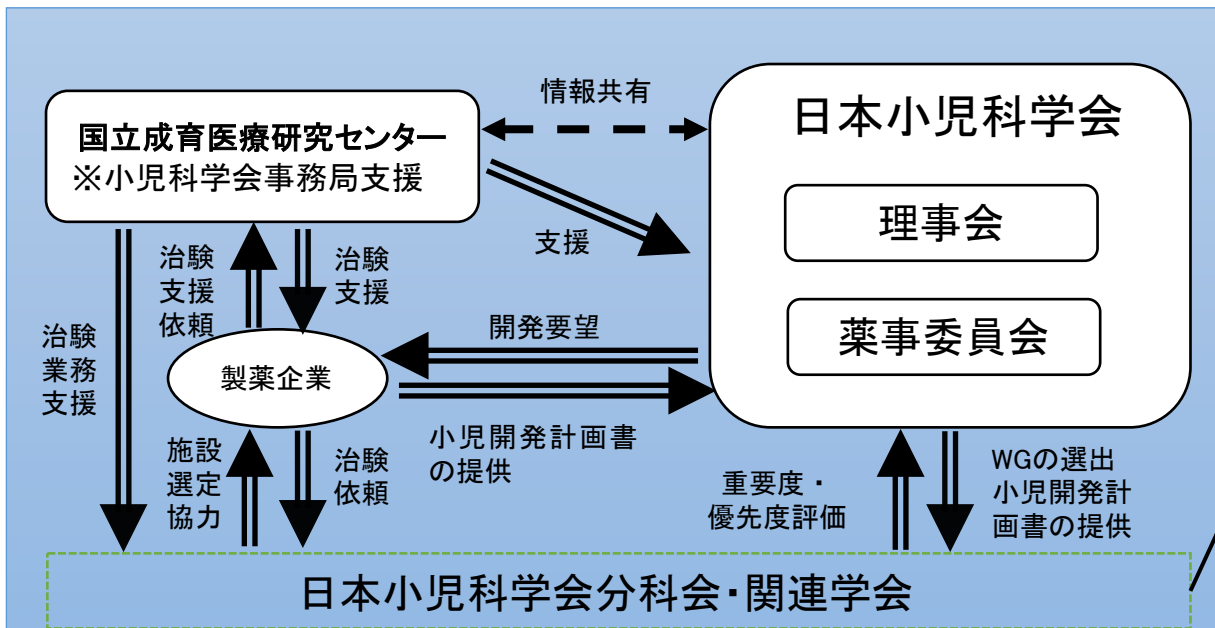 情報共有
日本小児科学会
国立成育医療研究センター
※小児科学会事務局支援
理事会
支援
治験
支援
依頼
治験
支援
薬事委員会
開発要望
治験
業務
支援
製薬企業
小児開発計画書
の提供
施設
選定
協力
治験
依頼
重要度・
優先度評価
WGの選出
小児開発計
画書の提供
日本小児科学会分科会・関連学会